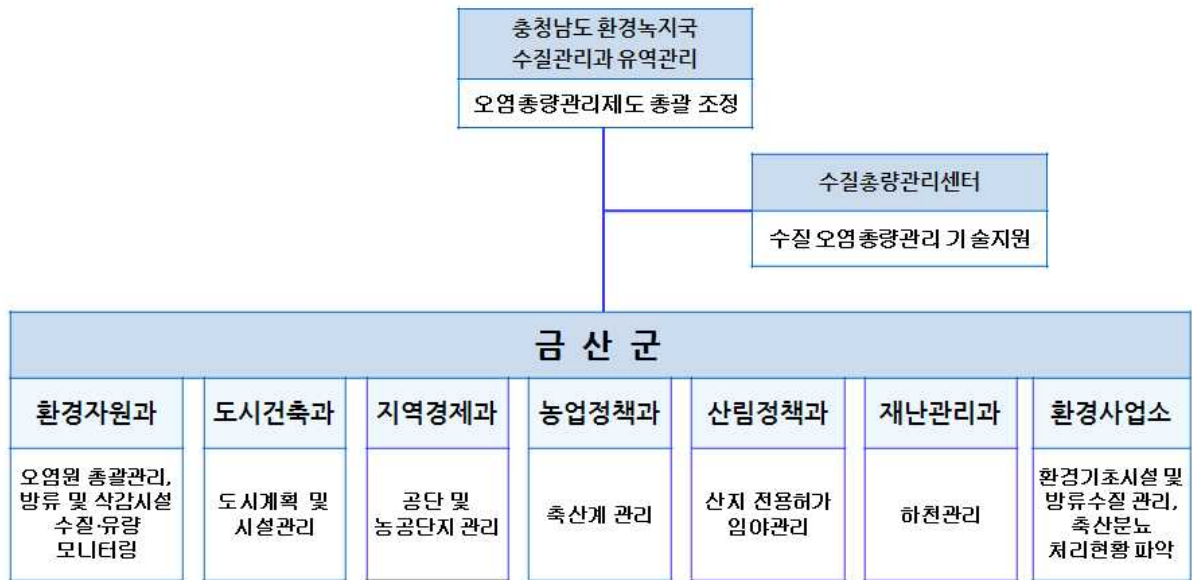 충청남도 환경녹지국
수질관리과 유역관리
오염총량관리제도 총괄 조정
수질총량관리센터
수질 오염총량관리 기술지원
금 산 군
환경자원과
오염원 총괄관리,
방류 및 삭감시설
수질·유량
모니터링
도시건축과
도시계획 및
시설관리
지역경제과
공단 및
농공단지 관리
농업정책과
축산계 관리
산림정책과
산지 전용허가
임야관리
재난관리과
하천관리
환경사업소
환경기초시설 및
방류수질 관리,
축산분뇨
처리현황 파악